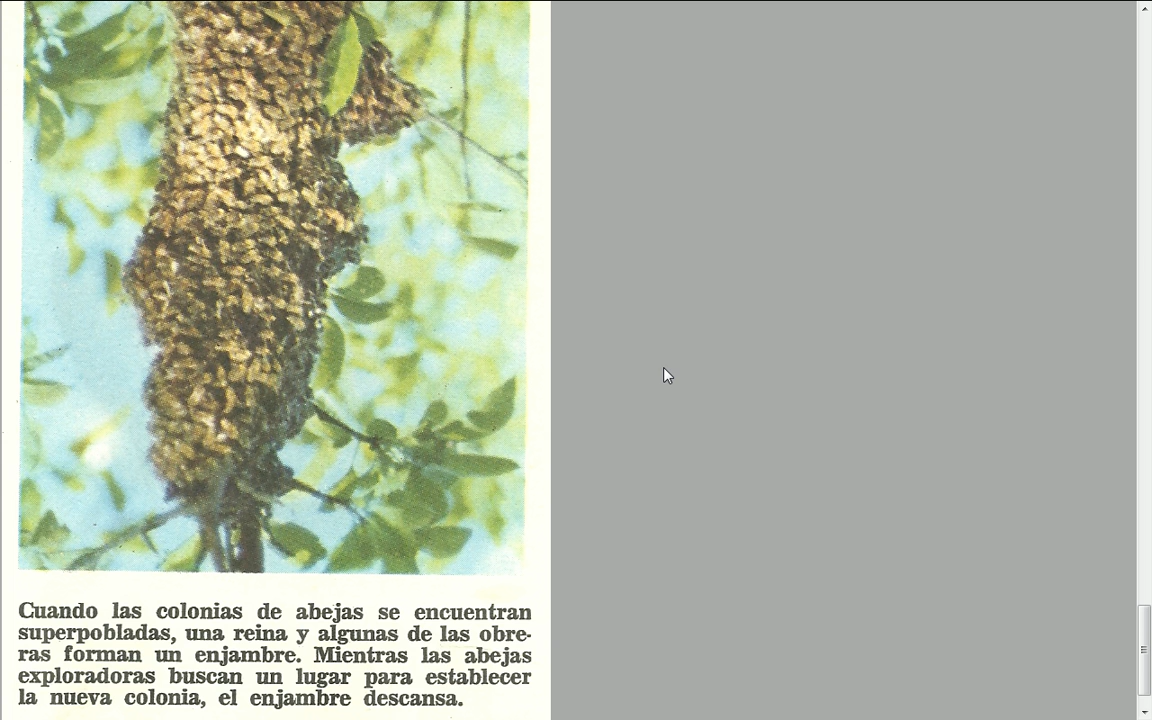 Cuando las colonias de abejas se encuentran
superpobladas, una reina y algunas de las obre-
ras forman un enjambre. Mientras las abejas
exploradoras buscan un lugar para establecer
la nueva colonia, el enjambre descansa.